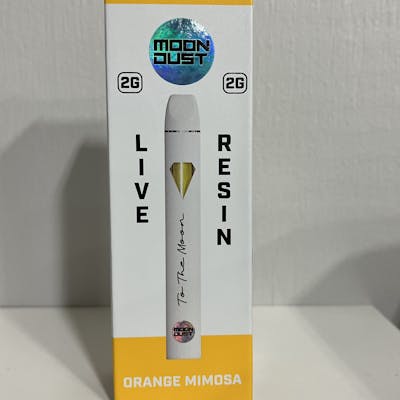 MOON
DUST
2G
2G
LIVE
RESIN
To The Moon
MOON
DUST
ORANGE MIMOSA